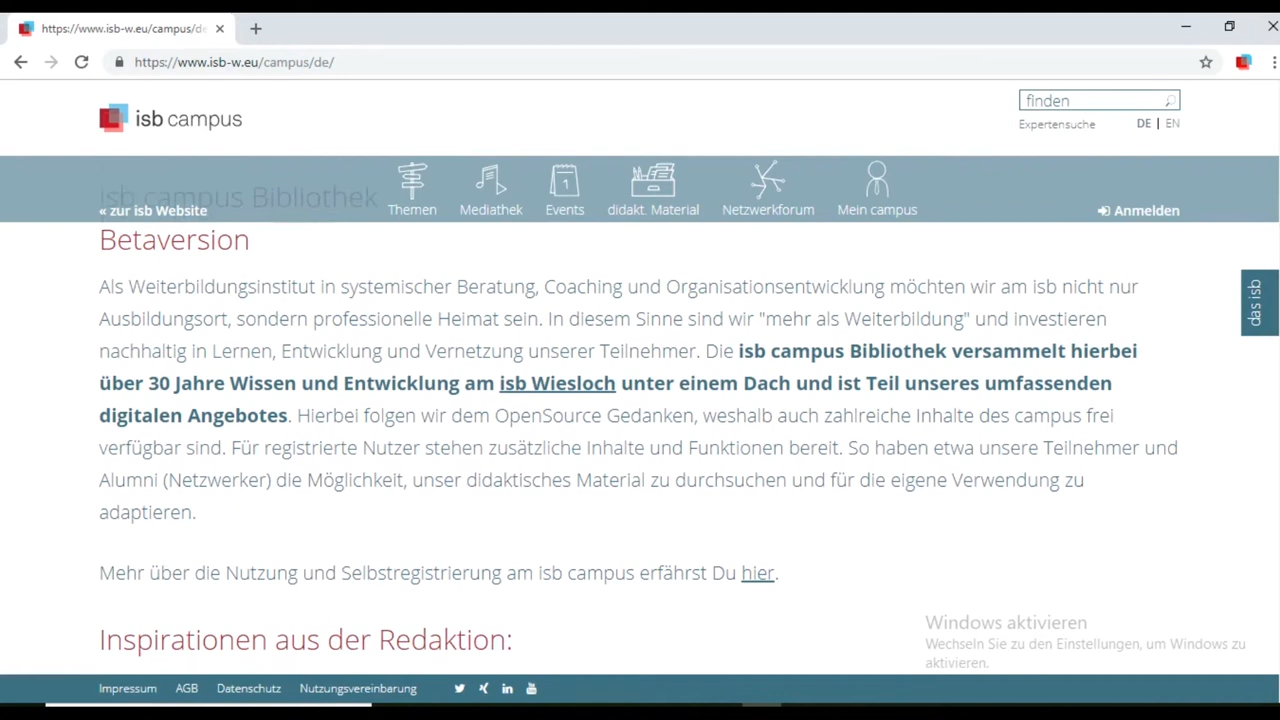 https://www.isb-w.eu/campus/de
https://www.isb-w.eu/campus/de/
isb campus
finden
Expertensuche
DE | EN
isb campus Bibliothek
« zur isb Website
Themen
Mediathek
1
Events
didakt. Material
Netzwerkforum
Mein campus
Anmelden
Betaversion
das isb
Als Weiterbildungsinstitut in systemischer Beratung, Coaching und Organisationsentwicklung möchten wir am isb nicht nur
Ausbildungsort, sondern professionelle Heimat sein. In diesem Sinne sind wir "mehr als Weiterbildung" und investieren
nachhaltig in Lernen, Entwicklung und Vernetzung unserer Teilnehmer. Die isb campus Bibliothek versammelt hierbei
über 30 Jahre Wissen und Entwicklung am isb Wiesloch unter einem Dach und ist Teil unseres umfassenden
digitalen Angebotes. Hierbei folgen wir dem OpenSource Gedanken, weshalb auch zahlreiche Inhalte des campus frei
verfügbar sind. Für registrierte Nutzer stehen zusätzliche Inhalte und Funktionen bereit. So haben etwa unsere Teilnehmer und
Alumni (Netzwerker) die Möglichkeit, unser didaktisches Material zu durchsuchen und für die eigene Verwendung zu
adaptieren.
Mehr über die Nutzung und Selbstregistrierung am isb campus erfährst Du hier.
Inspirationen aus der Redaktion:
Windows aktivieren
Wechseln Sie zu den Einstellungen, um Windows zu
aktivieren.
Impressum AGB Datenschutz Nutzungsvereinbarung